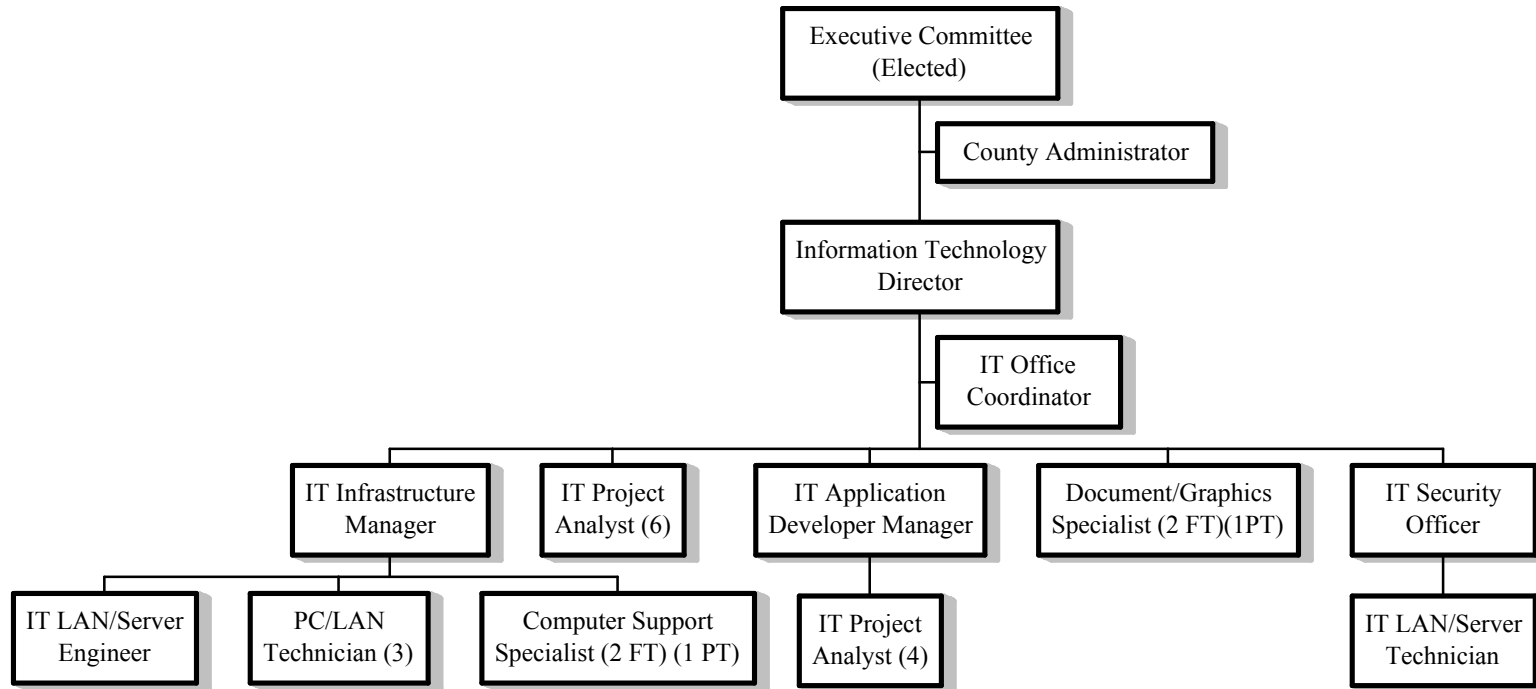 Executive Committee
(Elected)
County Administrator
Information Technology
Director
IT Office
Coordinator
IT Infrastructure
Manager
IT Project
Analyst (6)
IT Application
Developer Manager
Document/Graphics
Specialist (2 FT)(1PT)
IT Security
Officer
IT LAN/Server
Engineer
PC/LAN
Technician (3)
Computer Support
Specialist (2 FT) (1 PT)
IT Project
Analyst (4)
IT LAN/Server
Technician